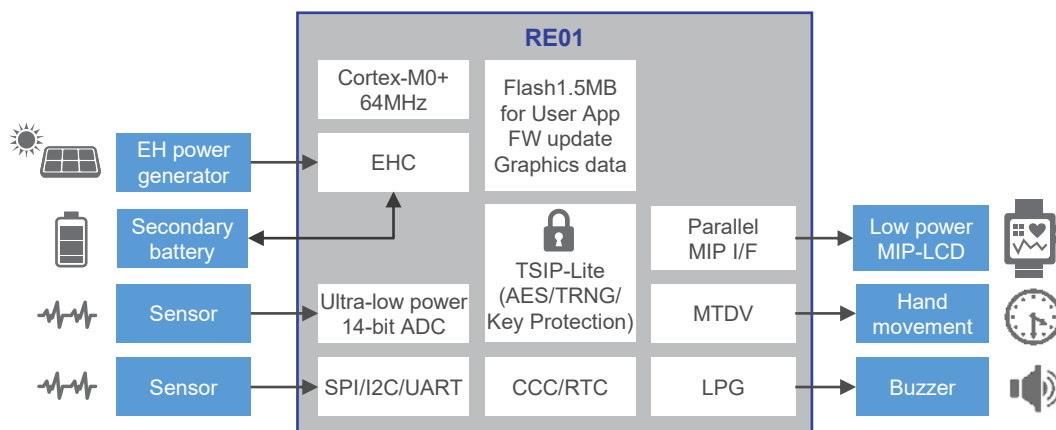 RE01
Cortex-M0+
64MHz
Flash1.5MB
for User App
FW update
Graphics data
EH power
generator
EHC
Secondary
battery
TSIP-Lite
(AES/TRNG/
Key Protection)
Parallel
MIP I/F
Low power
MIP-LCD
Sensor
Ultra-low power
14-bit ADC
MTDV
Hand
movement
Sensor
SPI/I2C/UART
CCC/RTC
LPG
Buzzer